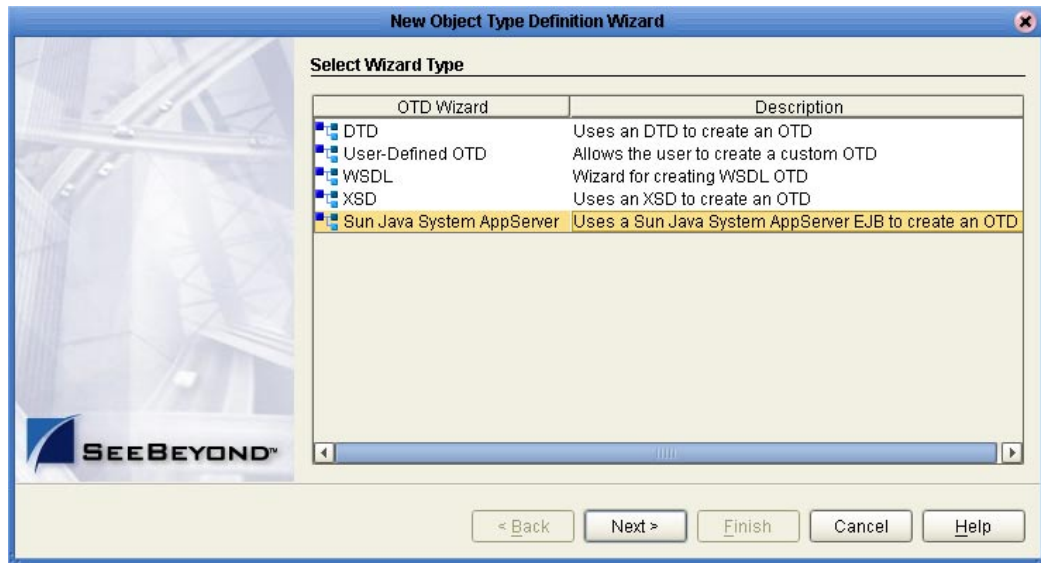 New Object Type Definition Wizard
Select Wizard Type
OTD Wizard Description
DTD Uses an DTD to create an OTD
User-Defined OTD Allows the user to create a custom OTD
WSDL Wizard for creating WSDL OTD
XSD Uses an XSD to create an OTD
Sun Java System AppServer Uses a Sun Java System AppServer EJB to create an OTD
SEEBEYOND™
< Back Next > Finish Cancel Help